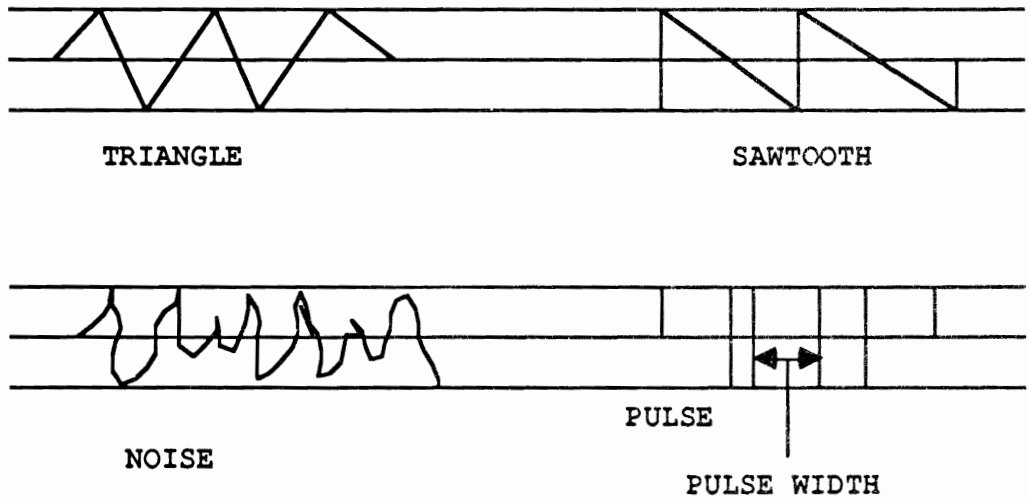 TRIANGLE
SAWTOOTH
PULSE
NOISE
PULSE WIDTH